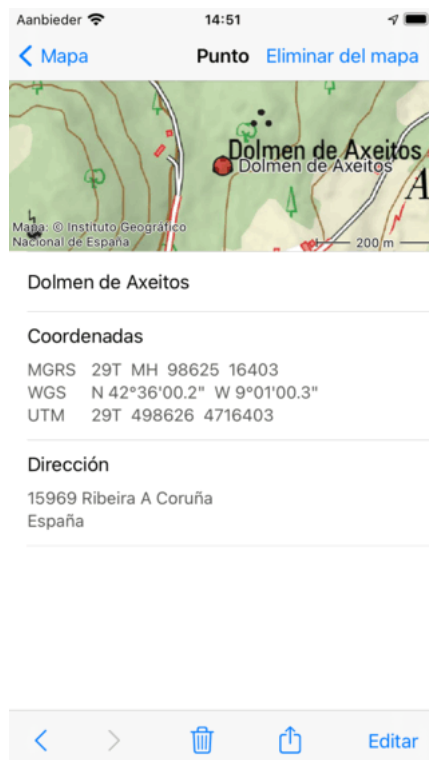 Aanbieder 14:51
Mapa Punto Eliminar del mapa
Dolmen de Axeitos
Dolmen de Axeitos
A
Mapa: © Instituto Geográfico
Nacional de España
200 m
Dolmen de Axeitos
Coordenadas
MGRS 29T MH 98625 16403
WGS N 42°36'00.2" W 9°01'00.3"
UTM 29T 498626 4716403
Dirección
15969 Ribeira A Coruña
España
Editar